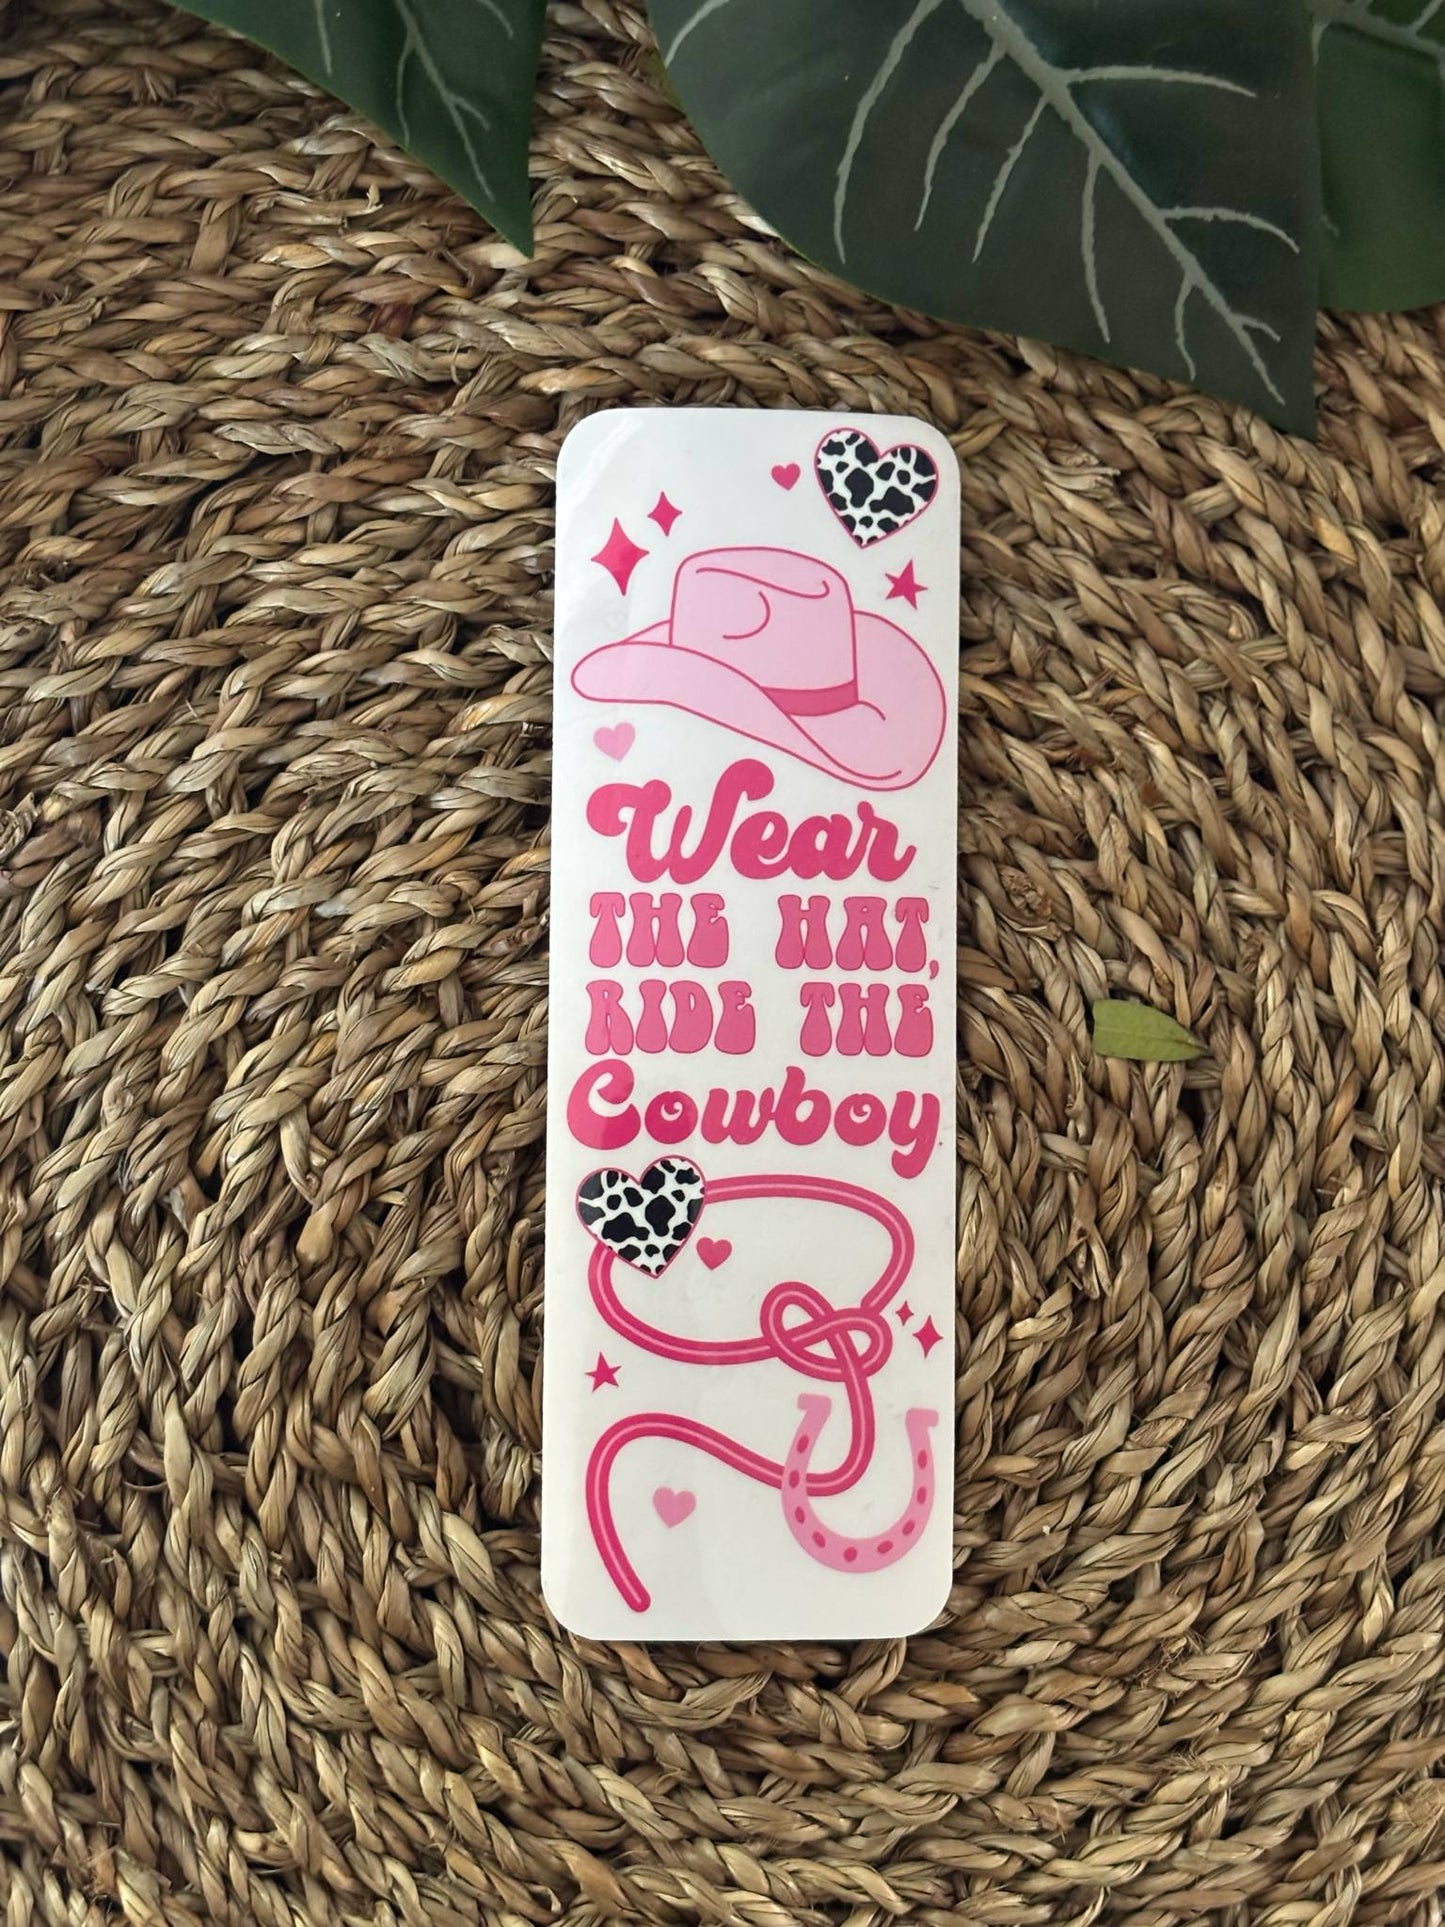 Wear
THE HAT,
RIDE THE
Cowboy